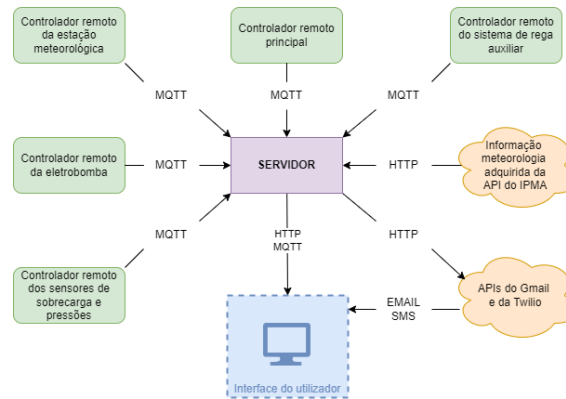 Controlador remoto
da estação
meteorológica
Controlador remoto
principal
Controlador remoto
do sistema de rega
auxiliar
MQTT
MQTT
MQTT
Controlador remoto
da eletrobomba
MQTT
SERVIDOR
HTTP
Informação
meteorologia
adquirida da
API do IPMA
MQTT
HTTP
MQTT
HTTP
Controlador remoto
dos sensores de
sobrecarga e
pressões
APIs do Gmail
e da Twilio
EMAIL
SMS
Interface do utilizador